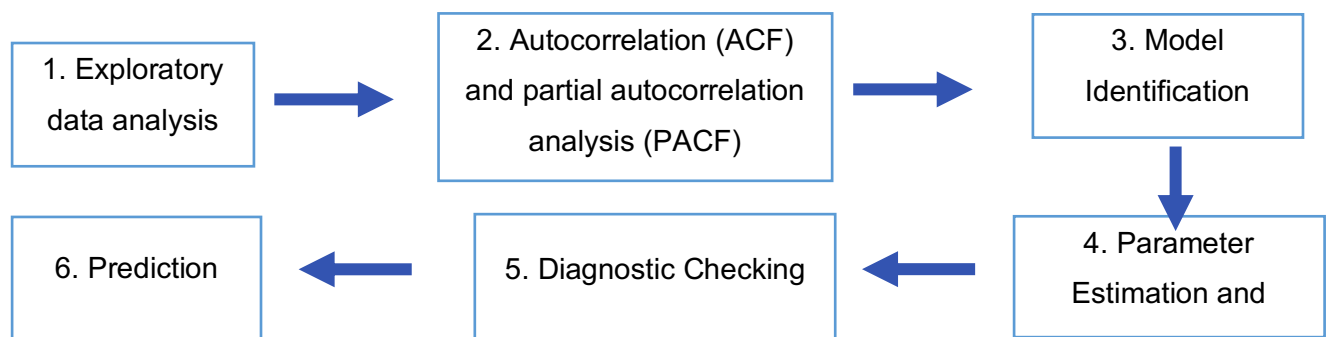 1. Exploratory
data analysis
2. Autocorrelation (ACF)
and partial autocorrelation
analysis (PACF)
3. Model
Identification
4. Parameter
Estimation and
5. Diagnostic Checking
6. Prediction